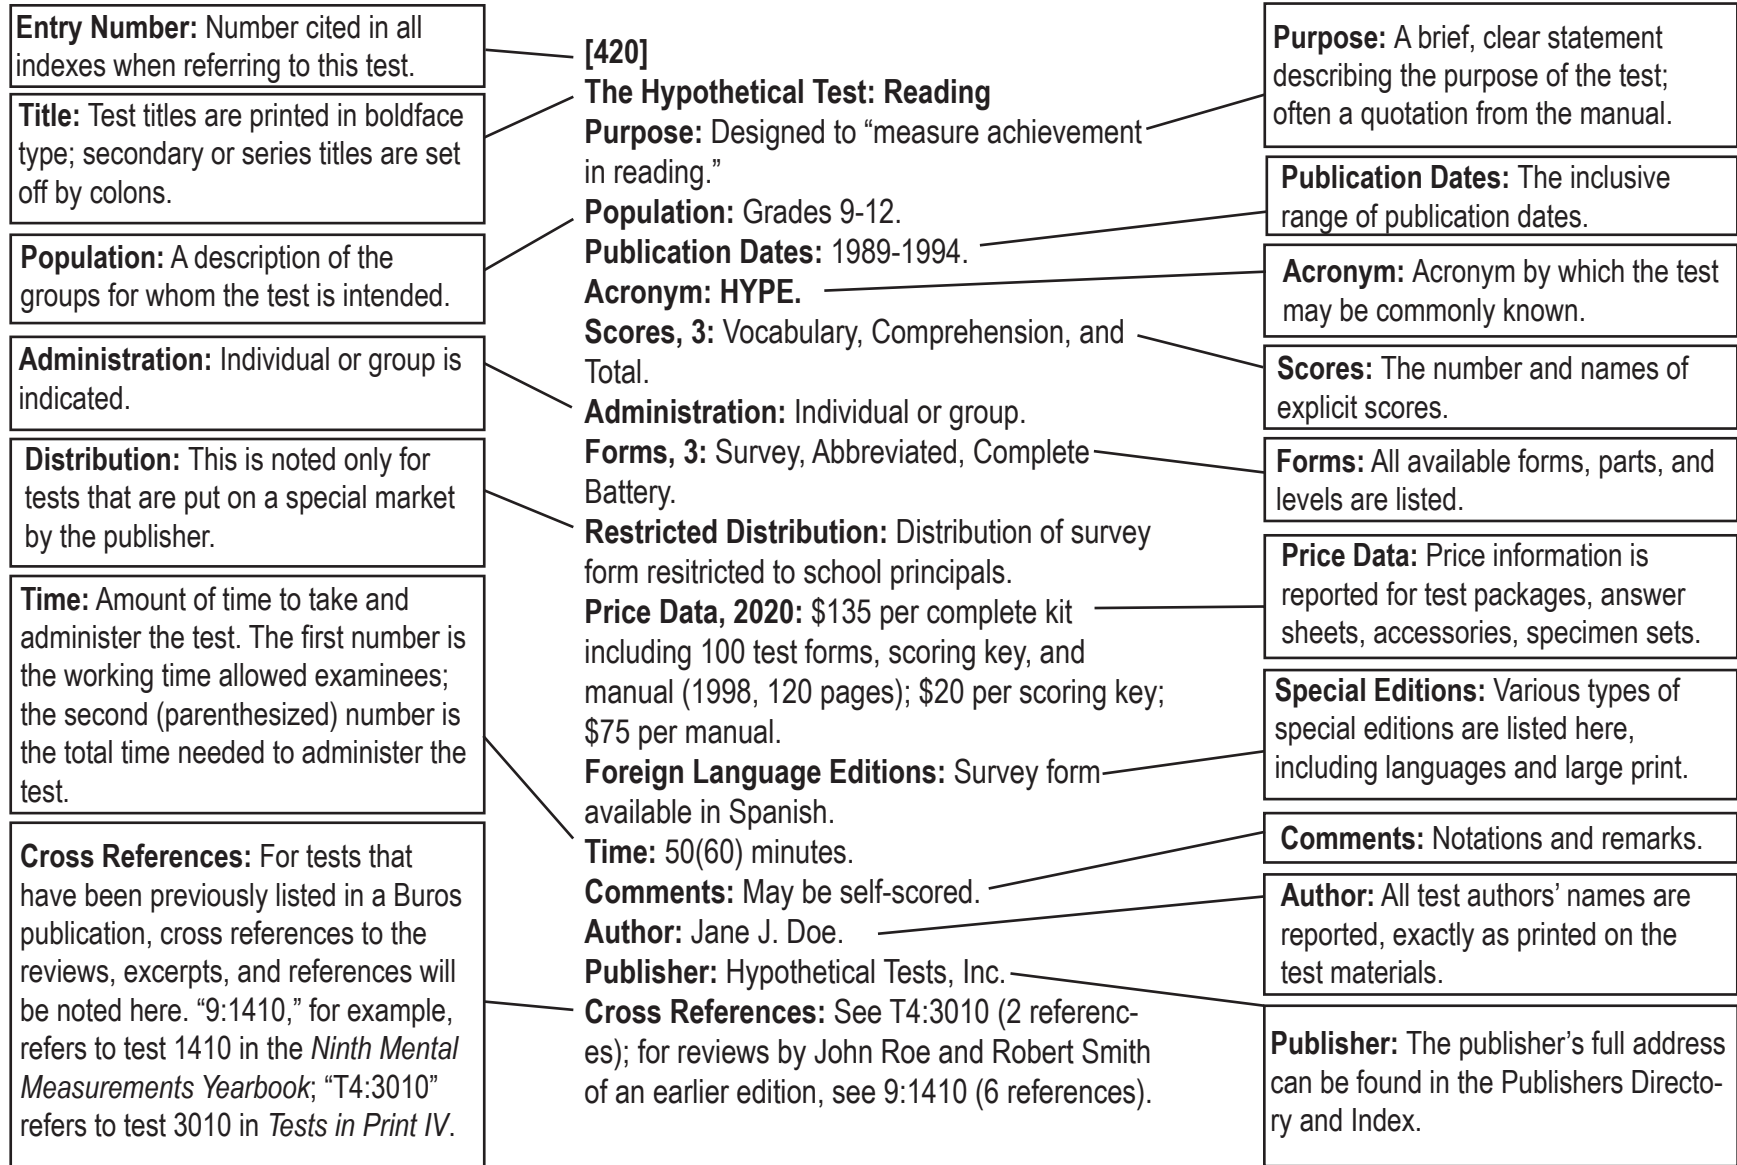 Entry Number: Number cited in all
indexes when referring to this test.
Title: Test titles are printed in boldface
type; secondary or series titles are set
off by colons.
Population: A description of the
groups for whom the test is intended.
Administration: Individual or group is
indicated.
Distribution: This is noted only for
tests that are put on a special market
by the publisher.
Time: Amount of time to take and
administer the test. The first number is
the working time allowed examinees;
the second (parenthesized) number is
the total time needed to administer the
test.
Cross References: For tests that
have been previously listed in a Buros
publication, cross references to the
reviews, excerpts, and references will
be noted here. “9:1410,” for example,
refers to test 1410 in the Ninth Mental
Measurements Yearbook; “T4:3010”
refers to test 3010 in Tests in Print IV.
[420]
The Hypothetical Test: Reading
Purpose: Designed to “measure achievement
in reading.”
Population: Grades 9-12.
Publication Dates: 1989-1994.
Acronym: HYPE.
Scores, 3: Vocabulary, Comprehension, and
Total.
Administration: Individual or group.
Forms, 3: Survey, Abbreviated, Complete
Battery.
Restricted Distribution: Distribution of survey
form resitricted to school principals.
Price Data, 2020: $135 per complete kit
including 100 test forms, scoring key, and
manual (1998, 120 pages); $20 per scoring key;
$75 per manual.
Foreign Language Editions: Survey form
available in Spanish.
Time: 50(60) minutes.
Comments: May be self-scored.
Author: Jane J. Doe.
Publisher: Hypothetical Tests, Inc.
Cross References: See T4:3010 (2 referenc-
es); for reviews by John Roe and Robert Smith
of an earlier edition, see 9:1410 (6 references).
Purpose: A brief, clear statement
describing the purpose of the test;
often a quotation from the manual.
Publication Dates: The inclusive
range of publication dates.
Acronym: Acronym by which the test
may be commonly known.
Scores: The number and names of
explicit scores.
Forms: All available forms, parts, and
levels are listed.
Price Data: Price information is
reported for test packages, answer
sheets, accessories, specimen sets.
Special Editions: Various types of
special editions are listed here,
including languages and large print.
Comments: Notations and remarks.
Author: All test authors’ names are
reported, exactly as printed on the
test materials.
Publisher: The publisher’s full address
can be found in the Publishers Directo-
ry and Index.